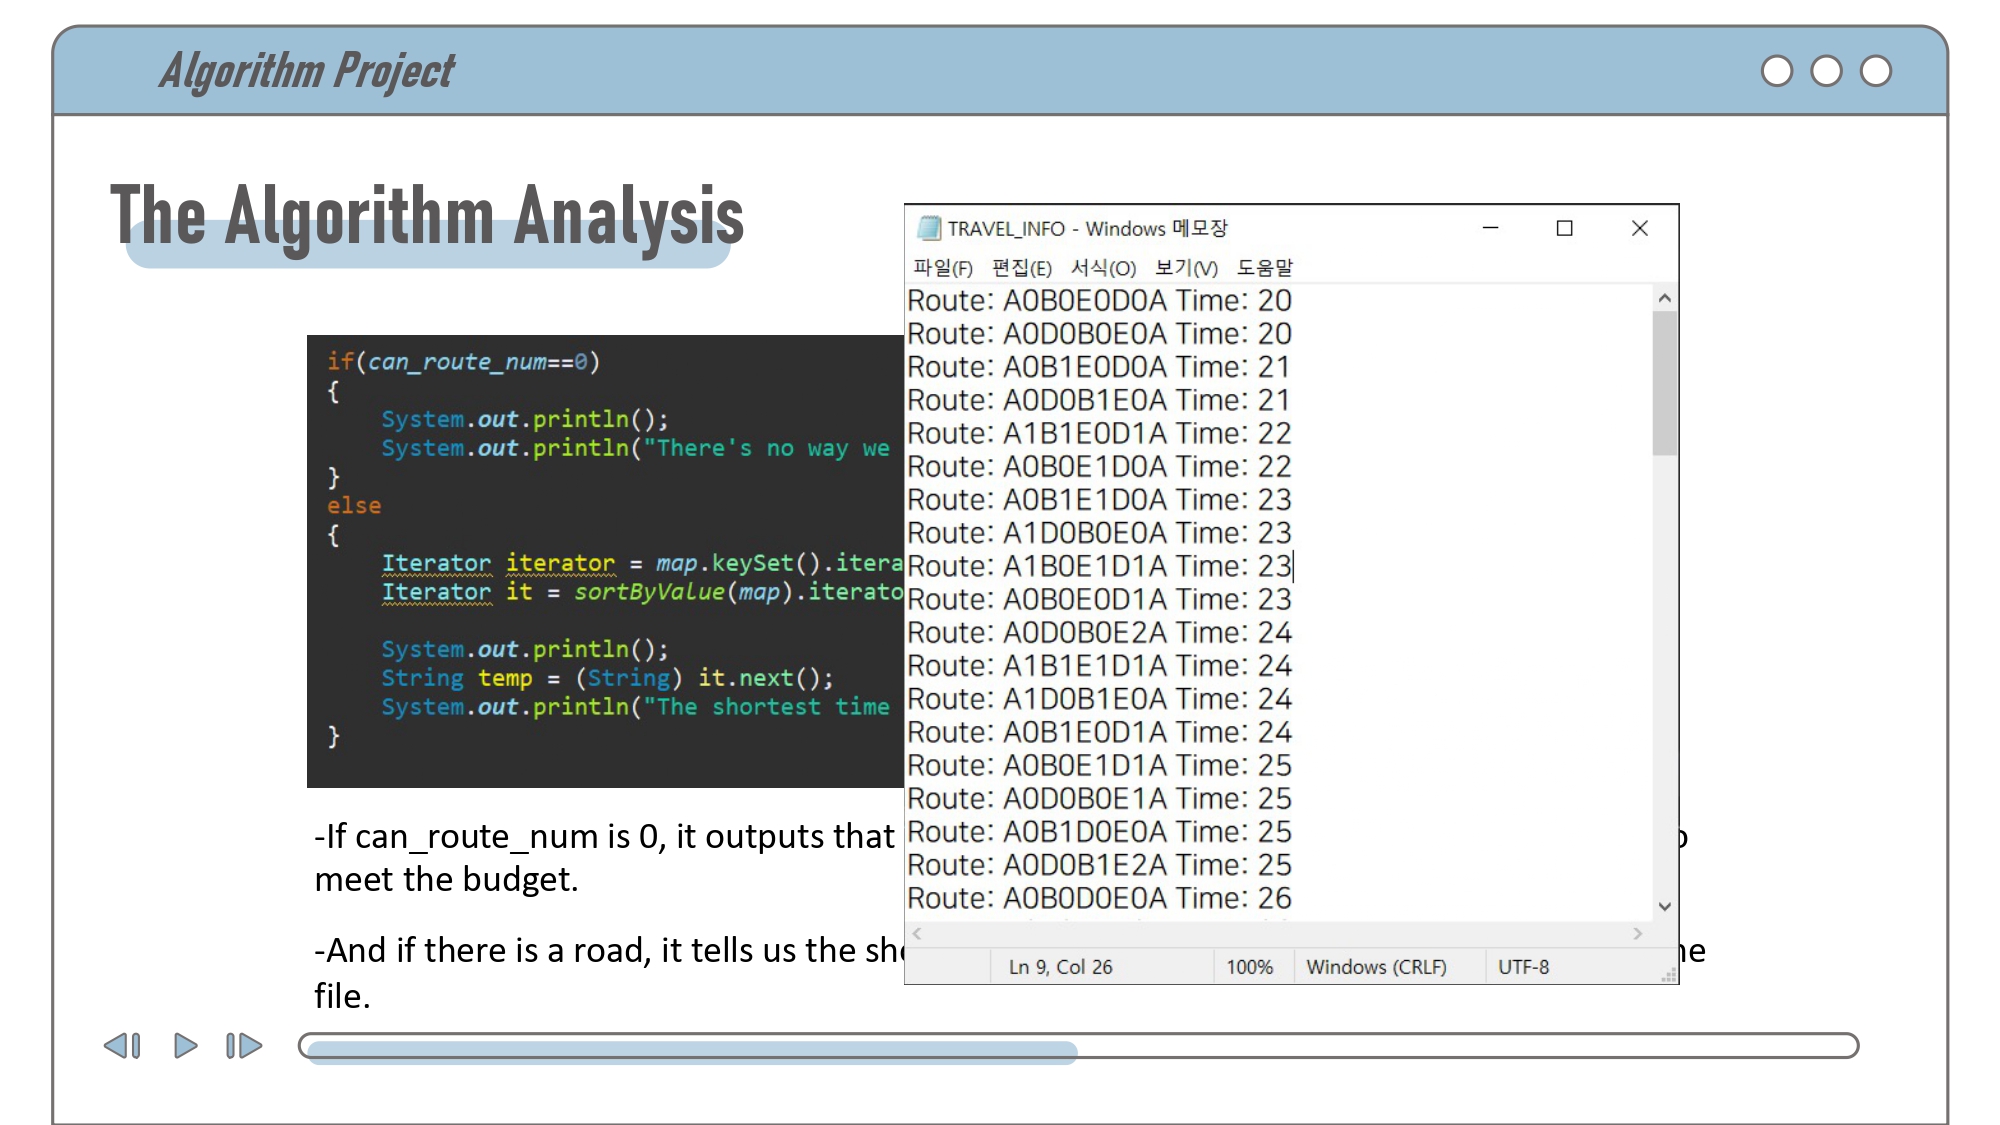 Algorithm Project
The Algorithm Analysis
if(can_route_num==0)
{
System.out.println();
System.out.println("There's no way we
}
else
{
Iterator iterator = map.keySet().itera
Iterator it = sortByValue(map).iterato
System.out.println();
String temp = (String) it.next();
System.out.println("The shortest time
}
TRAVEL_INFO - Windows 메모장
파일(F) 편집(E) 서식(O) 보기(V) 도움말
Route: A0B0E0D0A Time: 20
Route: A0D0B0E0A Time: 20
Route: A0B1E0D0A Time: 21
Route: A0D0B1E0A Time: 21
Route: A1B1E0D1A Time: 22
Route: A0B0E1D0A Time: 22
Route: A0B1E1D0A Time: 23
Route: A1D0B0E0A Time: 23
Route: A1B0E1D1A Time: 23
Route: A0B0E0D1A Time: 23
Route: A0D0B0E2A Time: 24
Route: A1B1E1D1A Time: 24
Route: A1D0B1E0A Time: 24
Route: A0B1E0D1A Time: 24
Route: A0B0E1D1A Time: 25
Route: A0D0B0E1A Time: 25
Route: A0B1D0E0A Time: 25
Route: A0D0B1E2A Time: 25
Route: A0B0D0E0A Time: 26
Ln 9, Col 26 100% Windows (CRLF) UTF-8
-If can_route_num is 0, it outputs that
meet the budget.
-And if there is a road, it tells us the
file.